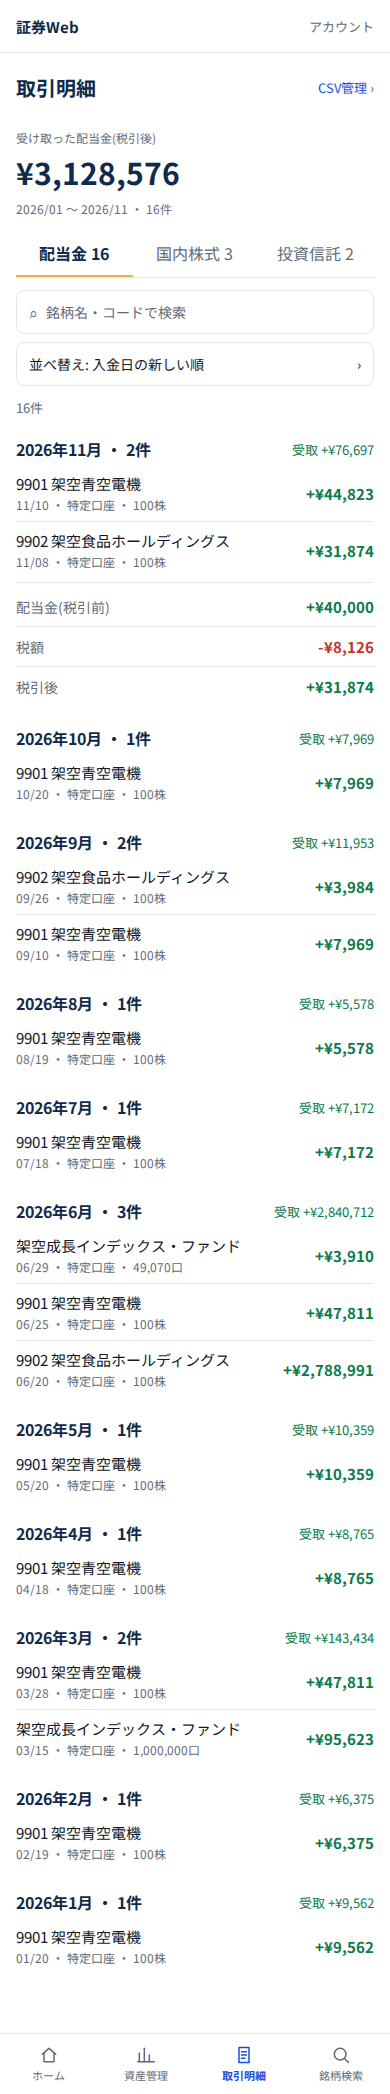 証券Web
アカウント
取引明細
CSV管理 ›
受け取った配当金(税引後)
¥3,128,576
2026/01 〜 2026/11 ・ 16件
配当金 16
国内株式 3
投資信託 2
銘柄名・コードで検索
並べ替え: 入金日の新しい順 ›
16件
2026年11月 ・ 2件
受取 +¥76,697
9901 架空青空電機
11/10 ・ 特定口座 ・ 100株
+¥44,823
9902 架空食品ホールディングス
11/08 ・ 特定口座 ・ 100株
+¥31,874
配当金(税引前)
+¥40,000
税額
-¥8,126
税引後
+¥31,874
2026年10月 ・ 1件
受取 +¥7,969
9901 架空青空電機
10/20 ・ 特定口座 ・ 100株
+¥7,969
2026年9月 ・ 2件
受取 +¥11,953
9902 架空食品ホールディングス
09/26 ・ 特定口座 ・ 100株
+¥3,984
9901 架空青空電機
09/10 ・ 特定口座 ・ 100株
+¥7,969
2026年8月 ・ 1件
受取 +¥5,578
9901 架空青空電機
08/19 ・ 特定口座 ・ 100株
+¥5,578
2026年7月 ・ 1件
受取 +¥7,172
9901 架空青空電機
07/18 ・ 特定口座 ・ 100株
+¥7,172
2026年6月 ・ 3件
受取 +¥2,840,712
架空成長インデックス・ファンド
06/29 ・ 特定口座 ・ 49,070口
+¥3,910
9901 架空青空電機
06/25 ・ 特定口座 ・ 100株
+¥47,811
9902 架空食品ホールディングス
06/20 ・ 特定口座 ・ 100株
+¥2,788,991
2026年5月 ・ 1件
受取 +¥10,359
9901 架空青空電機
05/20 ・ 特定口座 ・ 100株
+¥10,359
2026年4月 ・ 1件
受取 +¥8,765
9901 架空青空電機
04/18 ・ 特定口座 ・ 100株
+¥8,765
2026年3月 ・ 2件
受取 +¥143,434
9901 架空青空電機
03/28 ・ 特定口座 ・ 100株
+¥47,811
架空成長インデックス・ファンド
03/15 ・ 特定口座 ・ 1,000,000口
+¥95,623
2026年2月 ・ 1件
受取 +¥6,375
9901 架空青空電機
02/19 ・ 特定口座 ・ 100株
+¥6,375
2026年1月 ・ 1件
受取 +¥9,562
9901 架空青空電機
01/20 ・ 特定口座 ・ 100株
+¥9,562
ホーム
資産管理
取引明細
銘柄検索